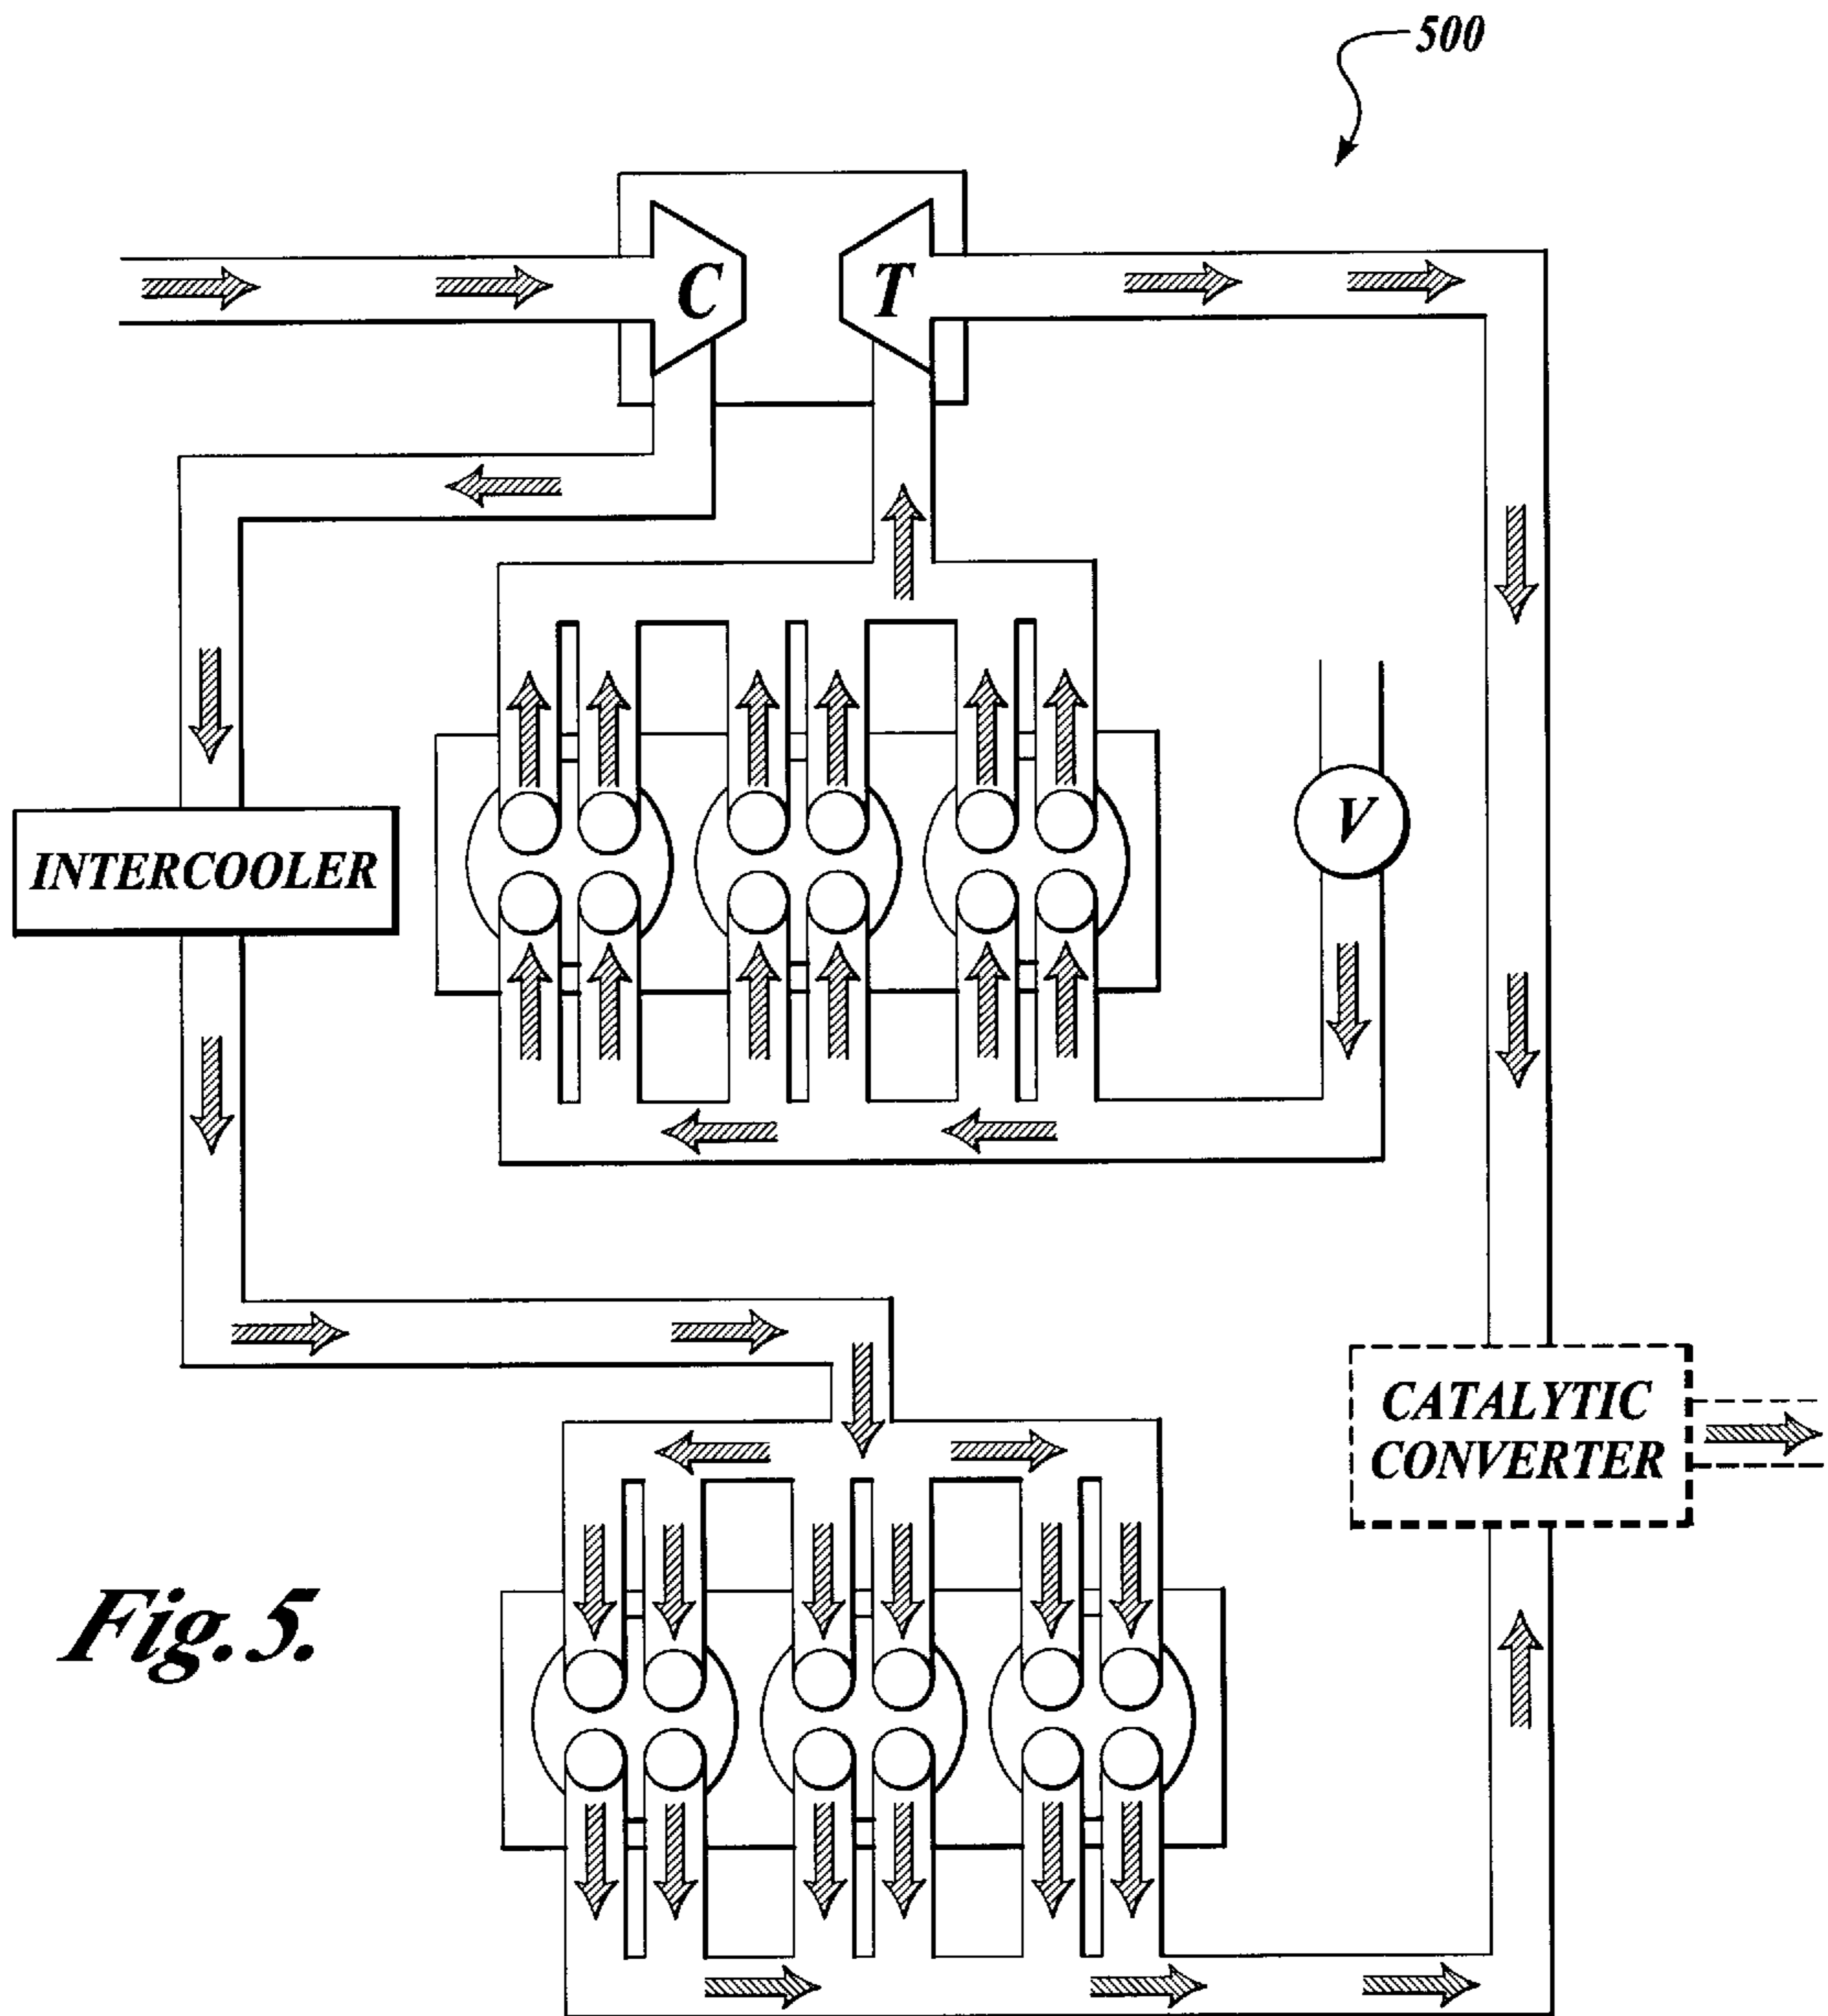 500
C
T
V
INTERCOOLER
CATALYTIC
CONVERTER
Fig. 5.